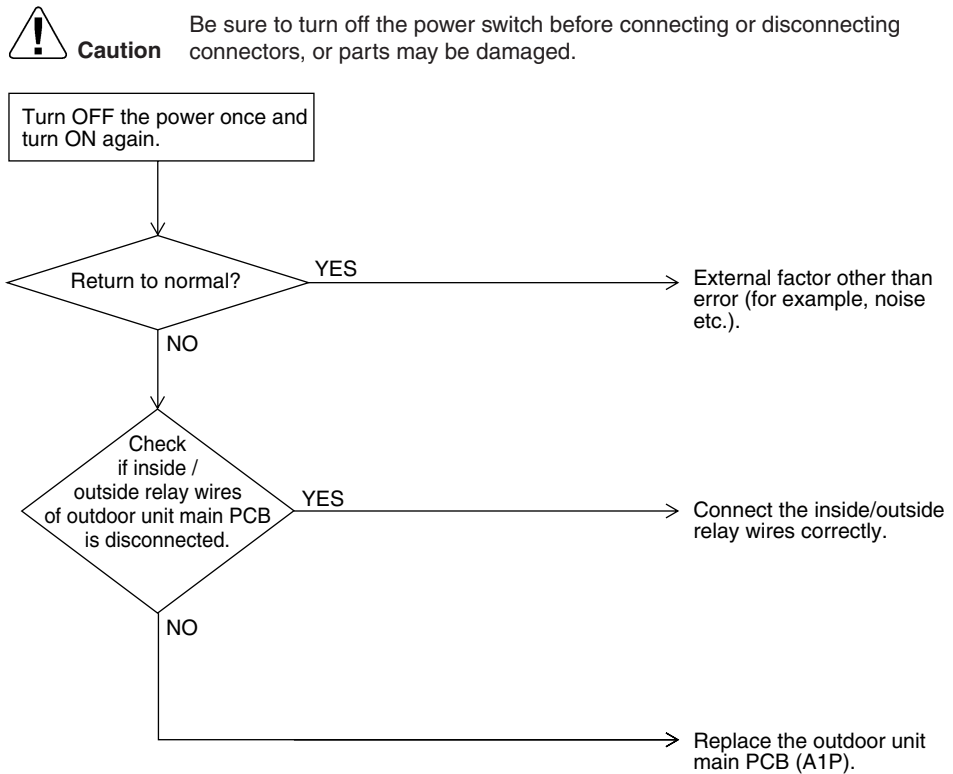 Be sure to turn off the power switch before connecting or disconnecting
Caution connectors, or parts may be damaged.
Turn OFF the power once and
turn ON again.
Return to normal?
YES
External factor other than
error (for example, noise
etc.).
NO
Check
if inside /
outside relay wires
of outdoor unit main PCB
is disconnected.
YES
Connect the inside/outside
relay wires correctly.
NO
Replace the outdoor unit
main PCB (A1P).